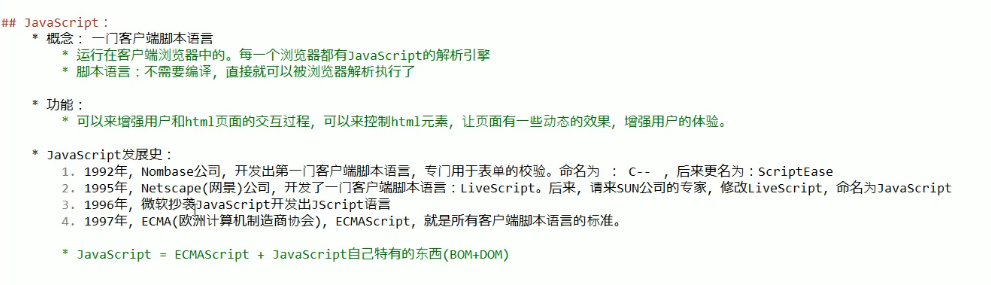 ## JavaScript：
* 概念： 一门客户端脚本语言
* 运行在客户端浏览器中的。每一个浏览器都有JavaScript的解析引擎
* 脚本语言：不需要编译，直接就可以被浏览器解析执行了
* 功能：
* 可以来增强用户和html页面的交互过程，可以来控制html元素，让页面有一些动态的效果，增强用户的体验。
* JavaScript发展史：
1. 1992年，Nombase公司，开发出第一门客户端脚本语言，专门用于表单的校验。命名为 ： C-- ，后来更名为：ScriptEase
2. 1995年，Netscape(网景)公司，开发了一门客户端脚本语言：LiveScript。后来，请来SUN公司的专家，修改LiveScript，命名为JavaScript
3. 1996年，微软抄袭JavaScript开发出JScript语言
4. 1997年，ECMA(欧洲计算机制造商协会)，ECMAScript，就是所有客户端脚本语言的标准。
* JavaScript = ECMAScript + JavaScript自己特有的东西(BOM+DOM)